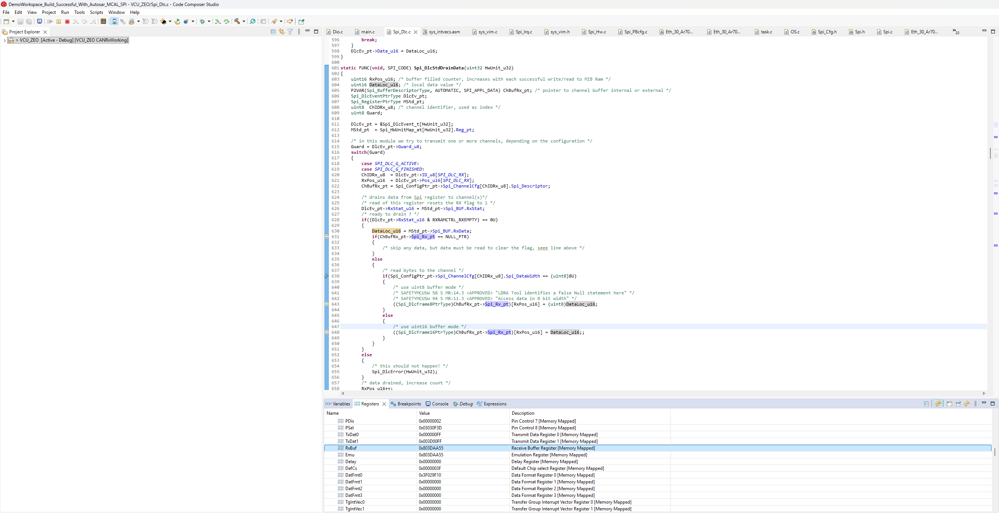 DemoWorkspace_Build_Successful_With_Autosar_MCAL_SPI - VCU_ZEO/Spi_Dlc.c - Code Composer Studio
File Edit View Project Run Tools Scripts Window Help
Project Explorer
> VCU_ZEO [Active - Debug] [VCU_ZEO CANRxWorking]
Dio.c main.c Spi_Dlc.c sys_intvecs.asm sys_vim.c Spi_Irq.c sys_vim.h Spi_Hw.c Spi_PBcfg.c Eth_30_Ar70... Eth_30_Ar70... task.c OS.c Spi_Cfg.h Spi.h Spi.c Eth_30_Ar70... »20
596 break;
597 }
598 DlcEv_pt->Data_u16 = DataLoc_u16;
599 }
600
601 static FUNC(void, SPI_CODE) Spi_DlcStdDrainData(uint32 HwUnit_u32)
602 {
603 uint16 RxPos_u16; /* buffer filled counter, increases with each successful write/read to MIB Ram */
604 uint16 DataLoc_u16; /* local data value */
605 P2VAR(Spi_BufferDescriptorType, AUTOMATIC, SPI_APPL_DATA) ChBufRx_pt; /* pointer to channel buffer internal or external */
606 Spi_DlcEventPtrType DlcEv_pt;
607 Spi_RegisterPtrType MStd_pt;
608 uint8 ChIDRx_u8; /* channel identifier, used as index */
609 uint8 Guard;
610
611 DlcEv_pt = &Spi_DlcEvent_t[HwUnit_u32];
612 MStd_pt = Spi_HWUnitMap_at[HwUnit_u32].Reg_pt;
613
614 /* in this module we try to transmit one or more channels, depending on the configuration */
615 Guard = DlcEv_pt->Guard_u8;
616 switch(Guard)
617 {
618 case SPI_DLC_G_ACTIVE:
619 case SPI_DLC_G_FINISHED:
620 ChIDRx_u8 = DlcEv_pt->ID_u8[SPI_DLC_RX];
621 RxPos_u16 = DlcEv_pt->Pos_u16[SPI_DLC_RX];
622 ChBufRx_pt = Spi_ConfigPtr_pt->Spi_ChannelCfg[ChIDRx_u8].Spi_Descriptor;
623
624 /* drains data from Spi register to channel(s)*/
625 /* read of this register resets the RX flag to 1 */
626 DlcEv_pt->RxStat_u16 = MStd_pt->Spi_BUF.RxStat;
627 /* ready to drain ? */
628 if((DlcEv_pt->RxStat_u16 & RXRAMCTRL_RXEMPTY) == 0U)
629 {
630 DataLoc_u16 = MStd_pt->Spi_BUF.RxData;
631 if(ChBufRx_pt->Spi_Rx_pt == NULL_PTR)
632 {
633 /* skip any data, but data must be read to clear the flag, seee line above */
634 }
635 else
636 {
637 /* read bytes to the channel */
638 if(Spi_ConfigPtr_pt->Spi_ChannelCfg[ChIDRx_u8].Spi_DataWidth == (uint8)8U)
639 {
640 /* use uint8 buffer mode */
641 /* SAFETYMCUSW 58 S MR:14.3 <APPROVED> "LDRA Tool identifies a false Null statement here" */
642 /* SAFETYMCUSW 94 S MR:11.3 <APPROVED> "Access data in 8 bit width" */
643 ((Spi_DlcFrame8PtrType)ChBufRx_pt->Spi_Rx_pt)[RxPos_u16] = (uint8)DataLoc_u16;
644 }
645 else
646 {
647 /* use uint16 buffer mode */
648 ((Spi_DlcFrame16PtrType)ChBufRx_pt->Spi_Rx_pt)[RxPos_u16] = DataLoc_u16;;
649 }
650 }
651 }
652 else
653 {
654 /* this should not happen! */
655 Spi_DlcError(HwUnit_u32);
656 }
657 /* data drained, increase count */
658 RxPos_u16++;
(x)= Variables Registers Breakpoints Console Debug Expressions
Name Value Description
PDis 0x00000002 Pin Control 7 [Memory Mapped]
PSel 0x03030F3D Pin Control 8 [Memory Mapped]
TxDat0 0x000000FF Transmit Data Register 0 [Memory Mapped]
TxDat1 0x003D00FF Transmit Data Register 1 [Memory Mapped]
RxBuf 0x803DAA55 Receive Buffer Register [Memory Mapped]
Emu 0x803DAA55 Emulation Register [Memory Mapped]
Delay 0x00000000 Delay Register [Memory Mapped]
DefCs 0x0000003F Default Chip select Register [Memory Mapped]
DatFmt0 0x3F029F10 Data Format Register 0 [Memory Mapped]
DatFmt1 0x00000000 Data Format Register 1 [Memory Mapped]
DatFmt2 0x00000000 Data Format Register 2 [Memory Mapped]
DatFmt3 0x00000000 Data Format Register 3 [Memory Mapped]
TgIntVec0 0x00000000 Transfer Group Interrupt Vector Register 0 [Memory Mapped]
TgIntVec1 0x00000000 Transfer Group Interrupt Vector Register 1 [Memory Mapped]